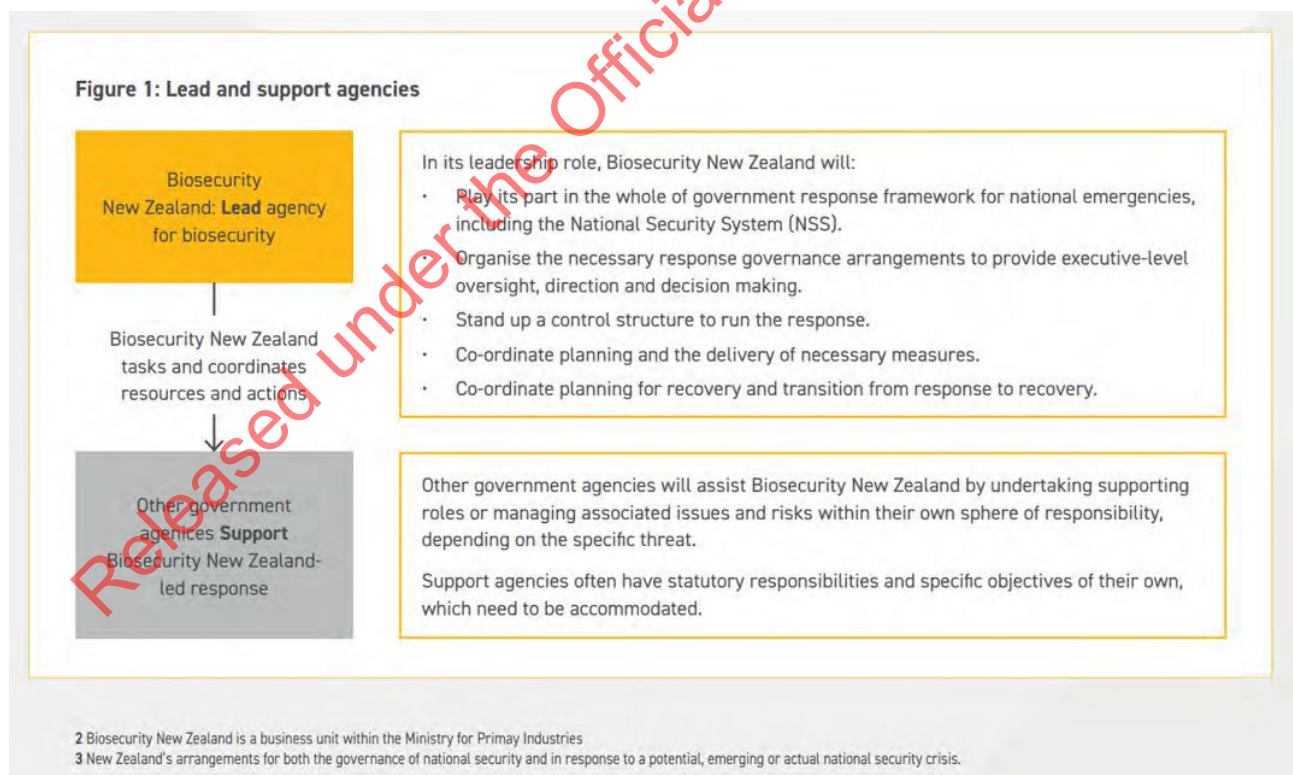 Figure 1: Lead and support agencies
Biosecurity
New Zealand: Lead agency
for biosecurity
In its leadership role, Biosecurity New Zealand will:
· Play its part in the whole of government response framework for national emergencies,
including the National Security System (NSS).
· Organise the necessary response governance arrangements to provide executive-level
oversight, direction and decision making.
· Stand up a control structure to run the response.
· Co-ordinate planning and the delivery of necessary measures.
· Co-ordinate planning for recovery and transition from response to recovery.
Biosecurity New Zealand
tasks and coordinates
resources and actions
Other government
agenices Support
Biosecurity New Zealand-
led response
Other government agencies will assist Biosecurity New Zealand by undertaking supporting
roles or managing associated issues and risks within their own sphere of responsibility,
depending on the specific threat.
Support agencies often have statutory responsibilities and specific objectives of their own,
which need to be accommodated.
2 Biosecurity New Zealand is a business unit within the Ministry for Primay Industries
3 New Zealand's arrangements for both the governance of national security and in response to a potential, emerging or actual national security crisis.
Released under the Officia